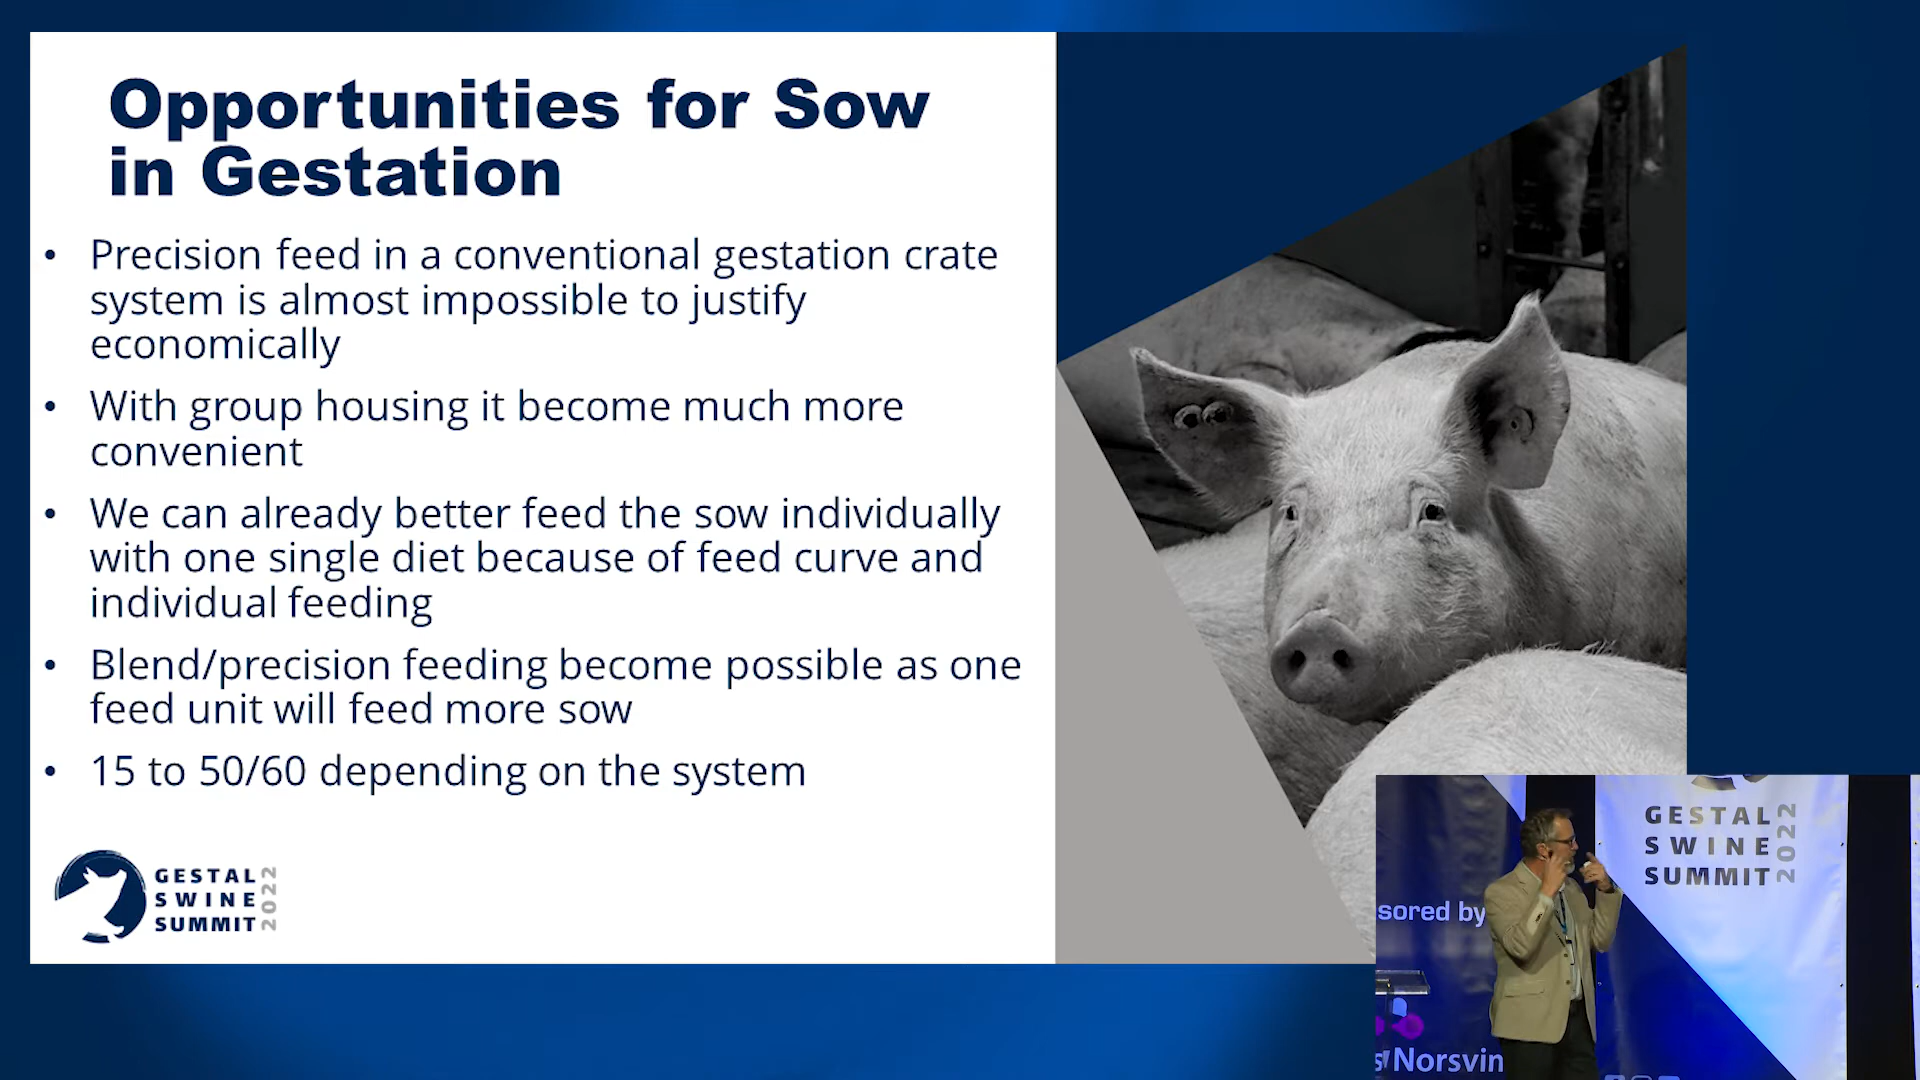 Opportunities for Sow
in Gestation
• Precision feed in a conventional gestation crate
system is almost impossible to justify
economically
• With group housing it become much more
convenient
• We can already better feed the sow individually
with one single diet because of feed curve and
individual feeding
• Blend/precision feeding become possible as one
feed unit will feed more sow
• 15 to 50/60 depending on the system
GESTAL
SWINE
SUMMIT
2022
GESTAL
SWINE
SUMMIT
2022
sored by
Norsvin